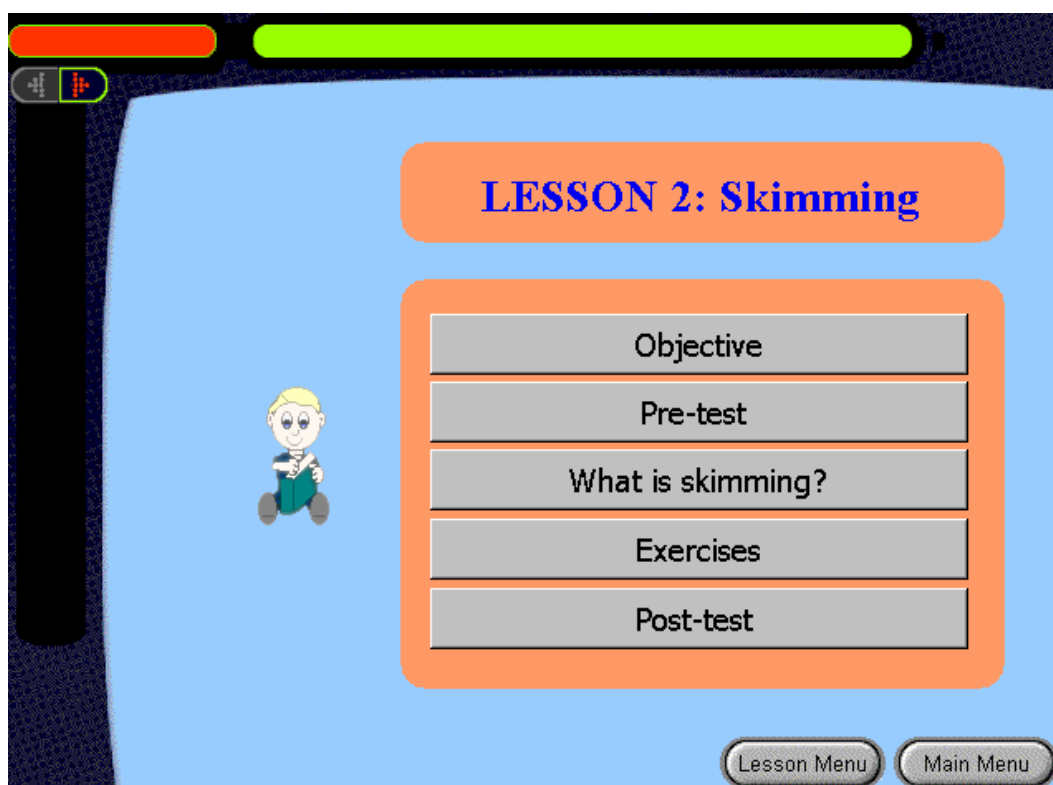 LESSON 2: Skimming
Objective
Pre-test
What is skimming?
Exercises
Post-test
Lesson Menu
Main Menu